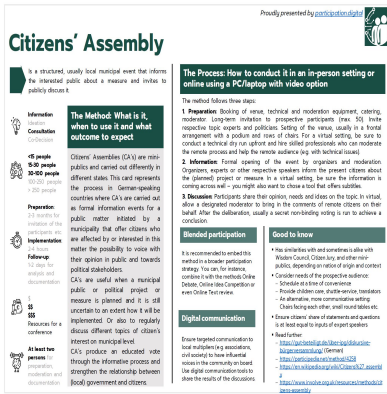 Proudly presented by participation digital
Citizens' Assembly
Is a structured, usually local municipal event that informs
the interested public about a measure and invites to
publicly discuss it.
Information
Ideation
Consultation
Co-Decision
<15 people
15-30 people
30-100 people
100-250 people
> 250 people
Preparation:
2-3 months for
invitation of the
participants etc.
Implementation:
2-4 hours
Follow-up
1-2 days for
analysis and
documentation
$
$$
$$$
Resources for a
conference
At least two
persons for
preparation,
moderation and
documentation
The Method: What is it,
when to use it and what
outcome to expect
Citizens' Assemblies (CA's) are mini-
publics and carried out differently in
different states. This card represents
the process in German-speaking
countries where CA's are carried out
as formal information events for a
public matter initiated by a
municipality that offer citizens who
are affected by or interested in this
matter the possibility to voice with
their opinion in public and towards
political stakeholders.
CA's are useful when a municipal
public or political project or
measure is planned and it is still
uncertain to an extent how it will be
implemented. Or also to regularly
discuss different topics of citizen's
interest on municipal level.
CA's produce an educated vote
through the informative process and
strengthen the relationship between
(local) government and citizens.
The Process: How to conduct it in an in-person setting or
online using a PC/laptop with video option
The method follows three steps:
1. Preparation: Booking of venue, technical and moderation equipment, catering,
moderator. Long-term invitation to prospective participants (max. 50). Invite
respective topic experts and politicians. Setting of the venue, usually in a frontal
arrangement with a podium and rows of chairs. For a virtual setting, be sure to
conduct a technical dry run upfront and hire skilled professionals who can moderate
the remote process and help the remote audience (e.g. with technical issues).
2. Information: Formal opening of the event by organizers and moderation.
Organizers, experts or other respective speakers inform the present citizens about
the (planned) project or measure. In a virtual setting, be sure the information is
coming across well – you might also want to chose a tool that offers subtitles.
3. Discussion: Participants share their opinion, needs and ideas on the topic. In virtual,
allow a designated moderator to bring in the comments of remote citizens on their
behalf. After the deliberation, usually a secret non-binding voting is run to achieve a
conclusion.
Blended participation
It is recommended to embed this
method in a broader participation
strategy. You can, for instance,
combine it with the methods Online
Debate, Online Idea Competition or
even Online Text review.
Digital communication
Ensure targeted communication to
local multipliers (e.g. associations,
civil society) to have influential
voices in the community on board.
Use digital communication tools to
share the results of the discussions.
Good to know
• Has similarities with and sometimes is alike with
Wisdom Council, Citizen Jury, and other mini-
publics, depending on nation of origin and context
• Consider needs of the prospective audience:
– Schedule at a time of convenience
– Provide childcare, shuttle-service, translators
– An alternative, more communicative setting
Chairs facing each other, small round tables etc.
• Ensure citizens' share of statements and questions
is at least equal to inputs of expert speakers
• Read further: